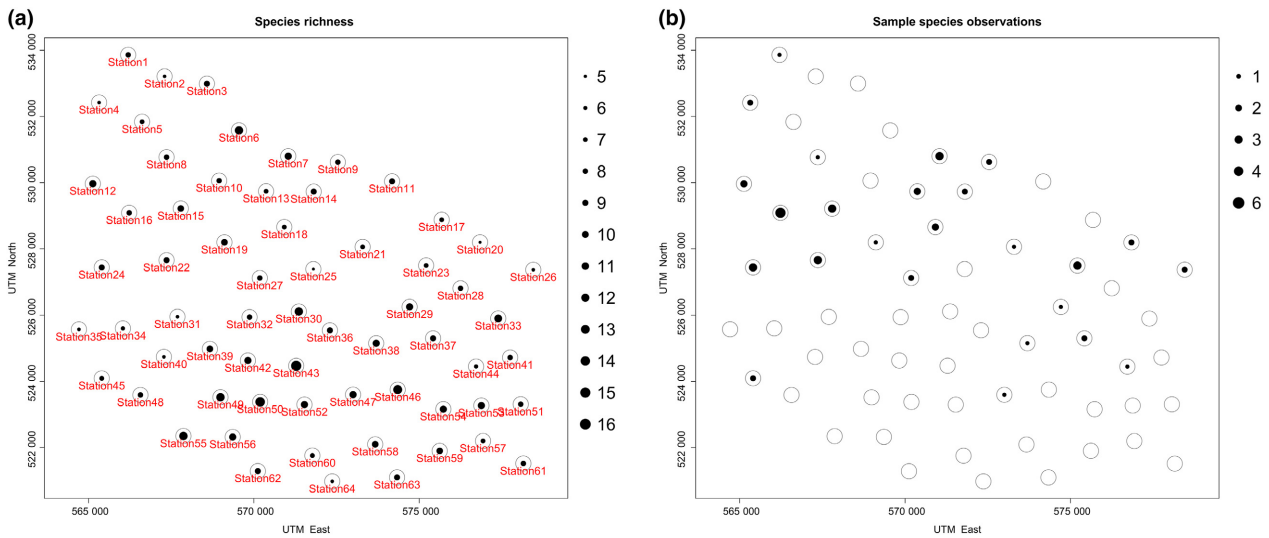 (a)
Species richness
534 000
532 000
530 000
528 000
526 000
524 000
522 000
UTM North
Station1
Station2
Station3
Station4
Station5
Station6
Station7
Station8
Station9
Station10
Station11
Station12
Station13
Station14
Station15
Station16
Station17
Station18
Station19
Station20
Station21
Station22
Station23
Station24
Station25
Station26
Station27
Station28
Station29
Station30
Station31
Station32
Station33
Station34
Station35
Station36
Station37
Station38
Station39
Station40
Station41
Station42
Station43
Station44
Station45
Station46
Station47
Station48
Station49
Station50
Station51
Station52
Station53
Station54
Station55
Station56
Station57
Station58
Station59
Station60
Station61
Station62
Station63
Station64
565 000
570 000
575 000
UTM East
5
6
7
8
9
10
11
12
13
14
15
16
(b)
Sample species observations
534 000
532 000
530 000
528 000
526 000
524 000
522 000
UTM North
565 000
570 000
575 000
UTM East
1
2
3
4
6